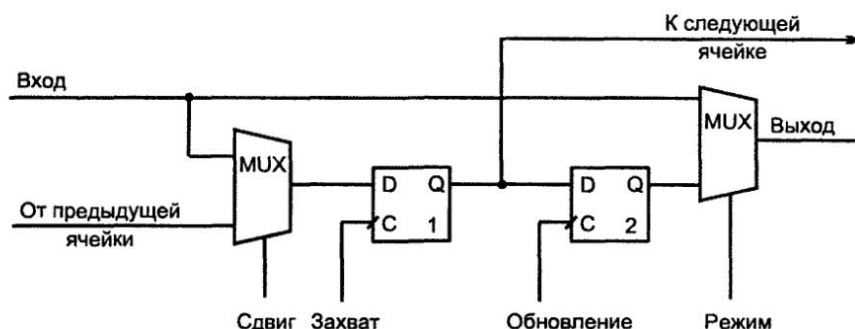 К следующей
ячейке
Вход
MUX
Выход
MUX
D Q
D Q
От предыдущей
ячейки
C 1
C 2
Сдвиг Захват Обновление Режим